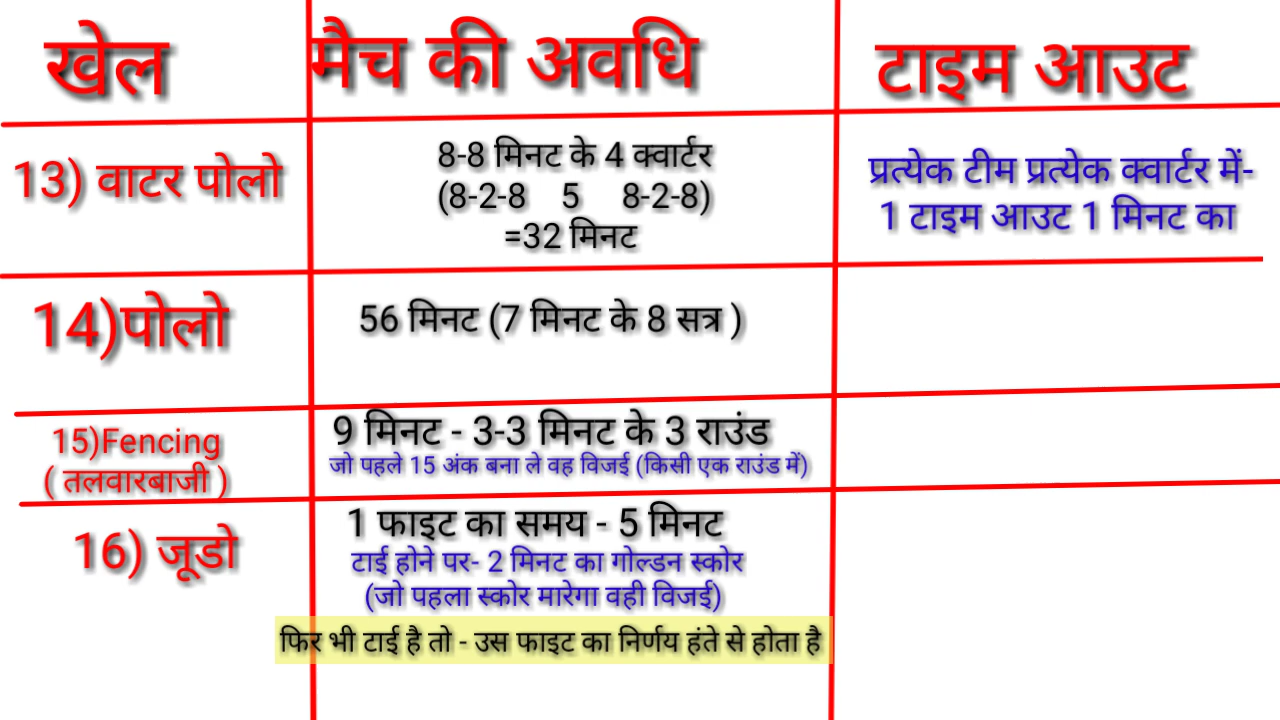 खेल मैच की अवधि टाइम आउट
13) वाटर पोलो
8-8 मिनट के 4 क्वार्टर
(8-2-8 5 8-2-8)
=32 मिनट
प्रत्येक टीम प्रत्येक क्वार्टर में-
1 टाइम आउट 1 मिनट का
14)पोलो
56 मिनट (7 मिनट के 8 सत्र )
15)Fencing
( तलवारबाजी )
9 मिनट - 3-3 मिनट के 3 राउंड
जो पहले 15 अंक बना ले वह विजई (किसी एक राउंड में)
16) जूडो
1 फाइट का समय - 5 मिनट
टाई होने पर- 2 मिनट का गोल्डन स्कोर
(जो पहला स्कोर मारेगा वही विजई)
फिर भी टाई है तो - उस फाइट का निर्णय हंते से होता है